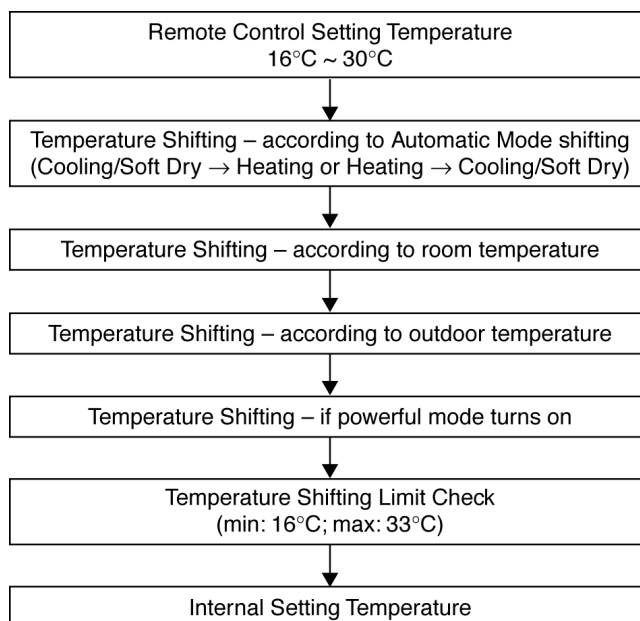 Remote Control Setting Temperature
16°C ~ 30°C
Temperature Shifting – according to Automatic Mode shifting
(Cooling/Soft Dry → Heating or Heating → Cooling/Soft Dry)
Temperature Shifting – according to room temperature
Temperature Shifting – according to outdoor temperature
Temperature Shifting – if powerful mode turns on
Temperature Shifting Limit Check
(min: 16°C; max: 33°C)
Internal Setting Temperature